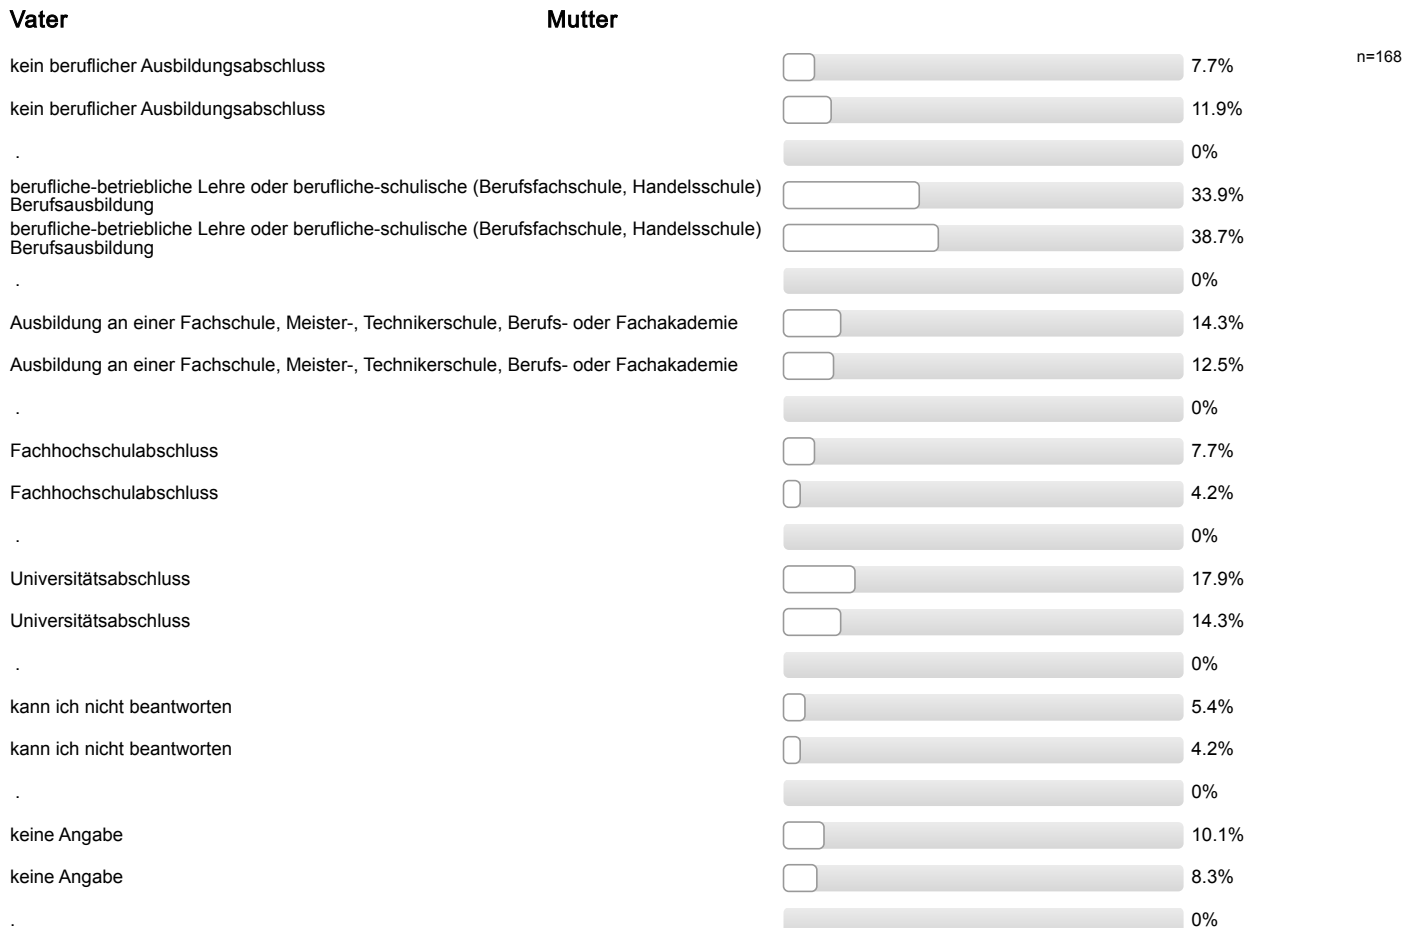 Vater Mutter
kein beruflicher Ausbildungsabschluss 7.7% n=168
kein beruflicher Ausbildungsabschluss 11.9%
. 0%
berufliche-betriebliche Lehre oder berufliche-schulische (Berufsfachschule, Handelsschule)
Berufsausbildung 33.9%
berufliche-betriebliche Lehre oder berufliche-schulische (Berufsfachschule, Handelsschule)
Berufsausbildung 38.7%
. 0%
Ausbildung an einer Fachschule, Meister-, Technikerschule, Berufs- oder Fachakademie 14.3%
Ausbildung an einer Fachschule, Meister-, Technikerschule, Berufs- oder Fachakademie 12.5%
. 0%
Fachhochschulabschluss 7.7%
Fachhochschulabschluss 4.2%
. 0%
Universitätsabschluss 17.9%
Universitätsabschluss 14.3%
. 0%
kann ich nicht beantworten 5.4%
kann ich nicht beantworten 4.2%
. 0%
keine Angabe 10.1%
keine Angabe 8.3%
. 0%